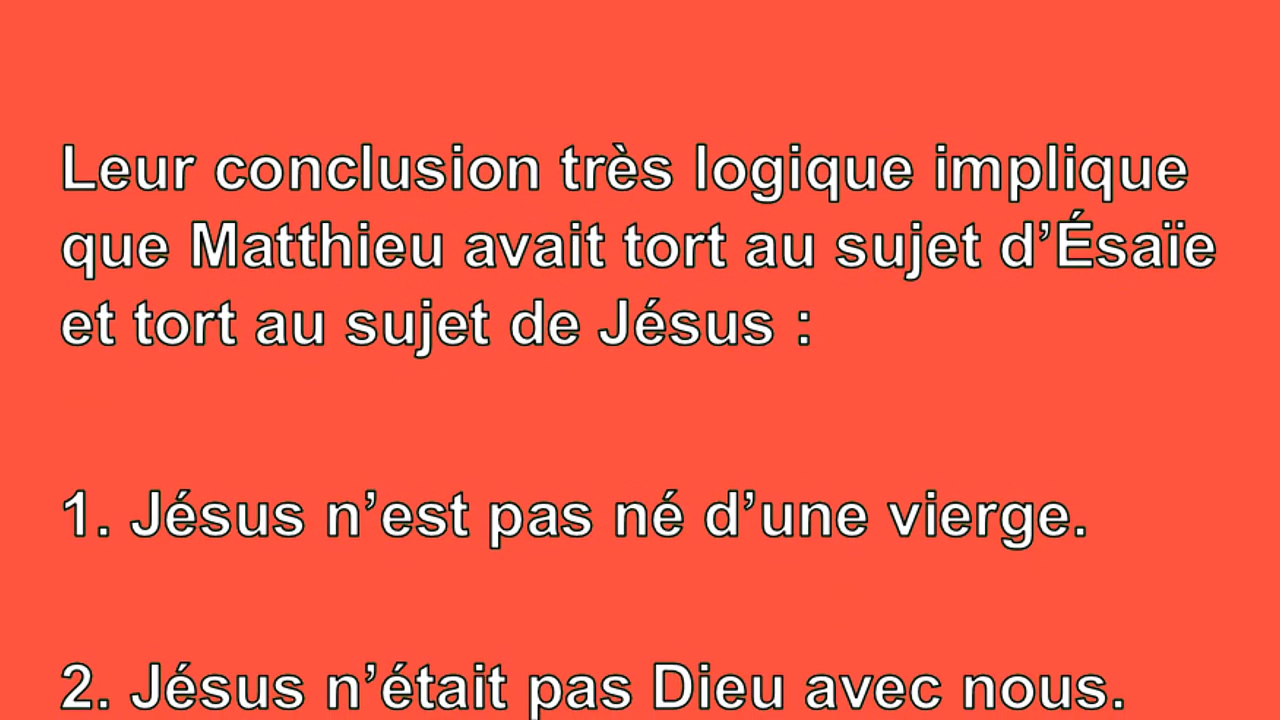 Leur conclusion très logique implique
que Matthieu avait tort au sujet d’Ésaïe
et tort au sujet de Jésus :
1. Jésus n’est pas né d’une vierge.
2. Jésus n’était pas Dieu avec nous.